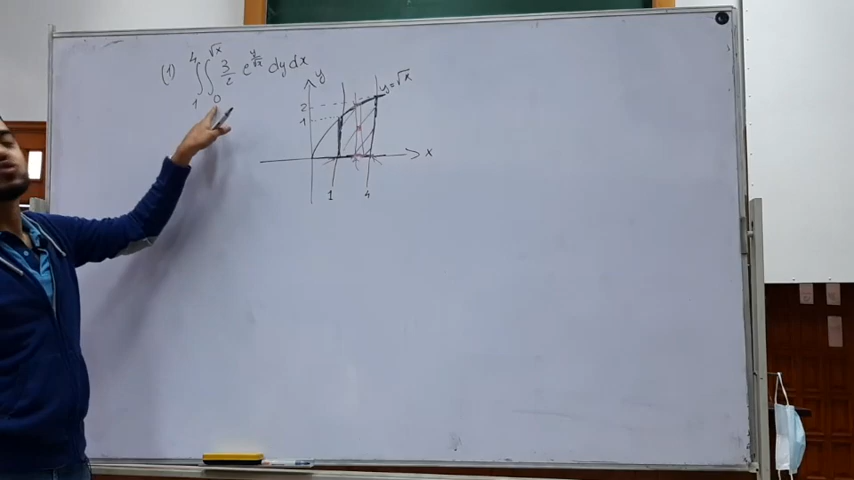 (1) ∫₁⁴ ∫₀^√x 3/2 e^(y/√x) dy dx
y
y=√x
2
1
x
1 4